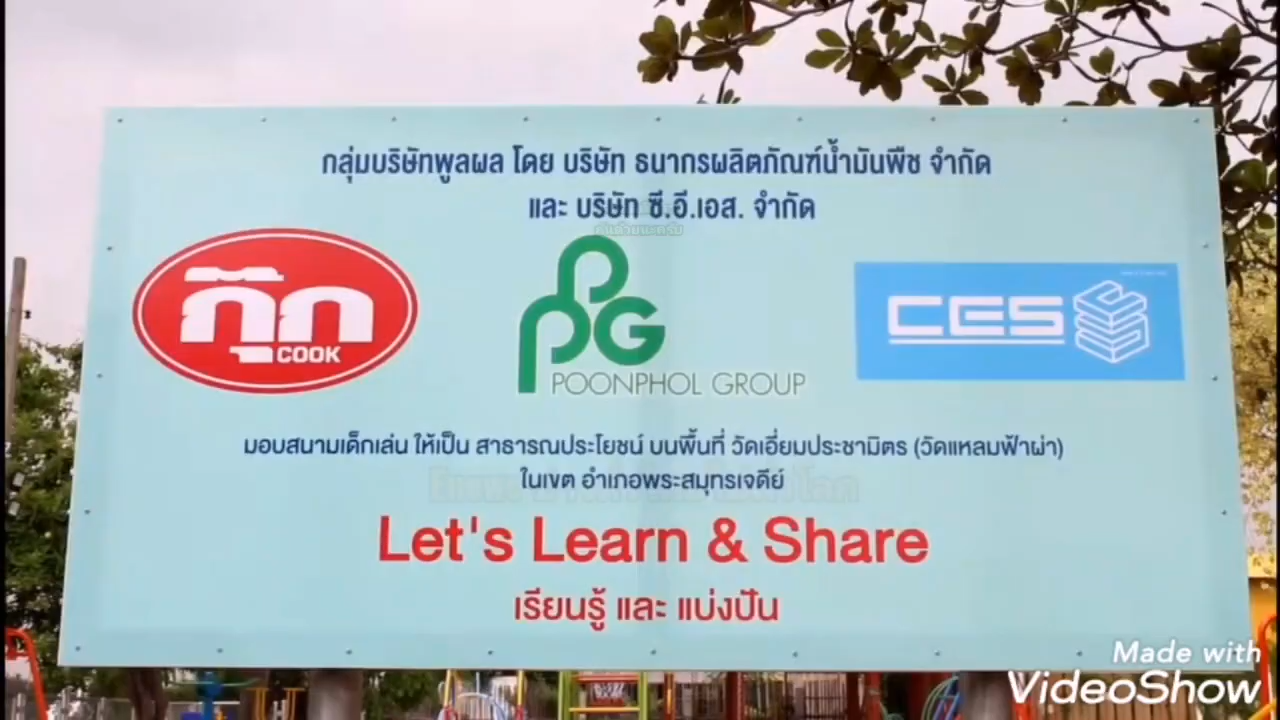 กลุ่มบริษัทพูลผล โดย บริษัท ธนากรผลิตภัณฑ์น้ำมันพืช จำกัด
และ บริษัท ซี.อี.เอส. จำกัด
กุ๊ก
COOK
PPG
POONPHOL GROUP
CES
มอบสนามเด็กเล่น ให้เป็น สาธารณประโยชน์ บนพื้นที่ วัดเอี่ยมประชามิตร (วัดแหลมฟ้าผ่า)
ในเขต อำเภอพระสมุทรเจดีย์
Let's Learn & Share
เรียนรู้ และ แบ่งปัน
Made with
VideoShow